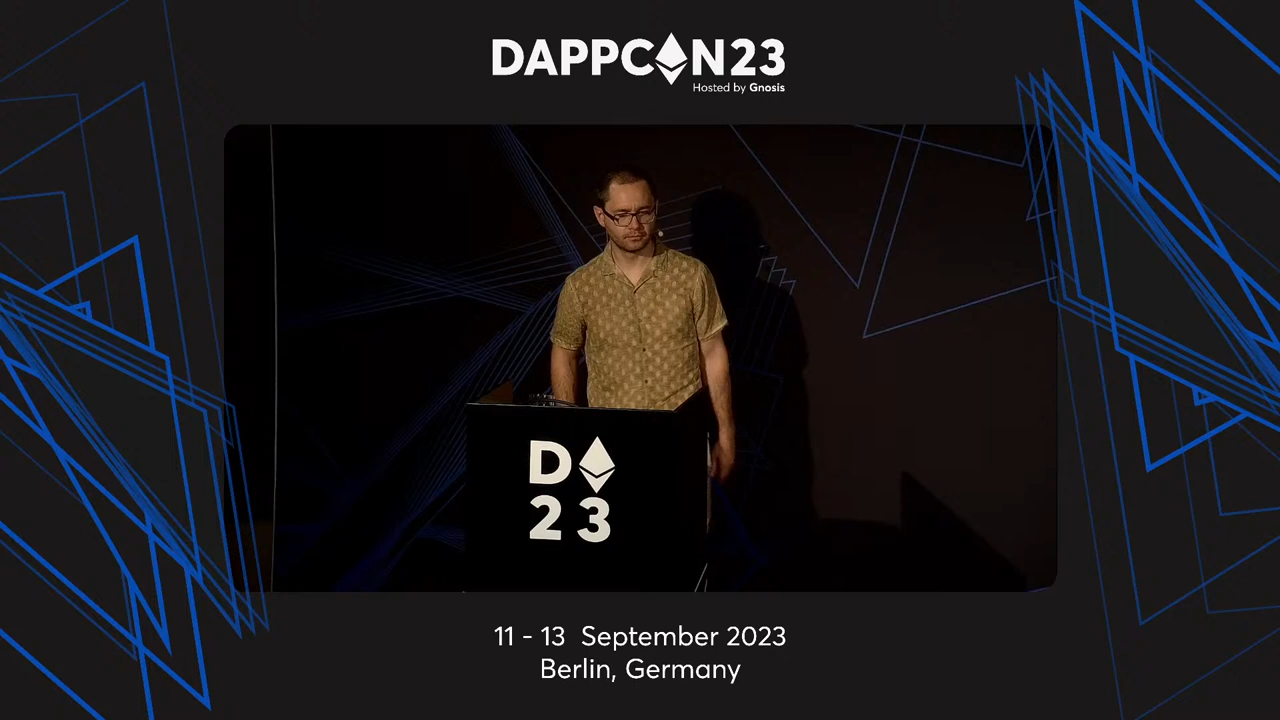 DAPPCON23
Hosted by Gnosis
D
23
11 - 13 September 2023
Berlin, Germany